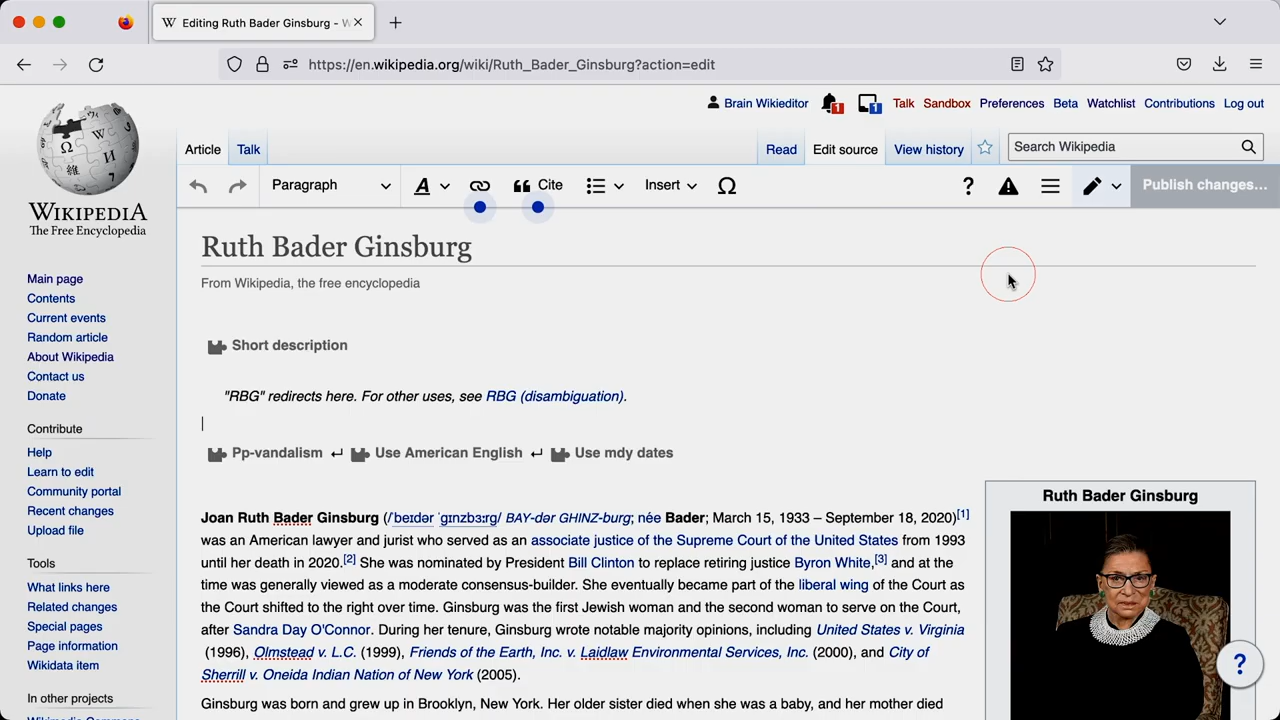 Editing Ruth Bader Ginsburg - W
https://en.wikipedia.org/wiki/Ruth_Bader_Ginsburg?action=edit
Brain Wikieditor 1 1 Talk Sandbox Preferences Beta Watchlist Contributions Log out
Article Talk Read Edit source View history Search Wikipedia
Paragraph A Cite Insert Ω ? Publish changes...
WIKIPEDIA
The Free Encyclopedia
Main page
Contents
Current events
Random article
About Wikipedia
Contact us
Donate
Contribute
Help
Learn to edit
Community portal
Recent changes
Upload file
Tools
What links here
Related changes
Special pages
Page information
Wikidata item
In other projects
Ruth Bader Ginsburg
From Wikipedia, the free encyclopedia
Short description
"RBG" redirects here. For other uses, see RBG (disambiguation).
Pp-vandalism ↵ Use American English ↵ Use mdy dates
Joan Ruth Bader Ginsburg (/ˈbeɪdər ˈɡɪnzbɜːrɡ/ BAY-dər GHINZ-burg; née Bader; March 15, 1933 – September 18, 2020)[1]
was an American lawyer and jurist who served as an associate justice of the Supreme Court of the United States from 1993
until her death in 2020.[2] She was nominated by President Bill Clinton to replace retiring justice Byron White,[3] and at the
time was generally viewed as a moderate consensus-builder. She eventually became part of the liberal wing of the Court as
the Court shifted to the right over time. Ginsburg was the first Jewish woman and the second woman to serve on the Court,
after Sandra Day O'Connor. During her tenure, Ginsburg wrote notable majority opinions, including United States v. Virginia
(1996), Olmstead v. L.C. (1999), Friends of the Earth, Inc. v. Laidlaw Environmental Services, Inc. (2000), and City of
Sherrill v. Oneida Indian Nation of New York (2005).
Ginsburg was born and grew up in Brooklyn, New York. Her older sister died when she was a baby, and her mother died
Ruth Bader Ginsburg
?